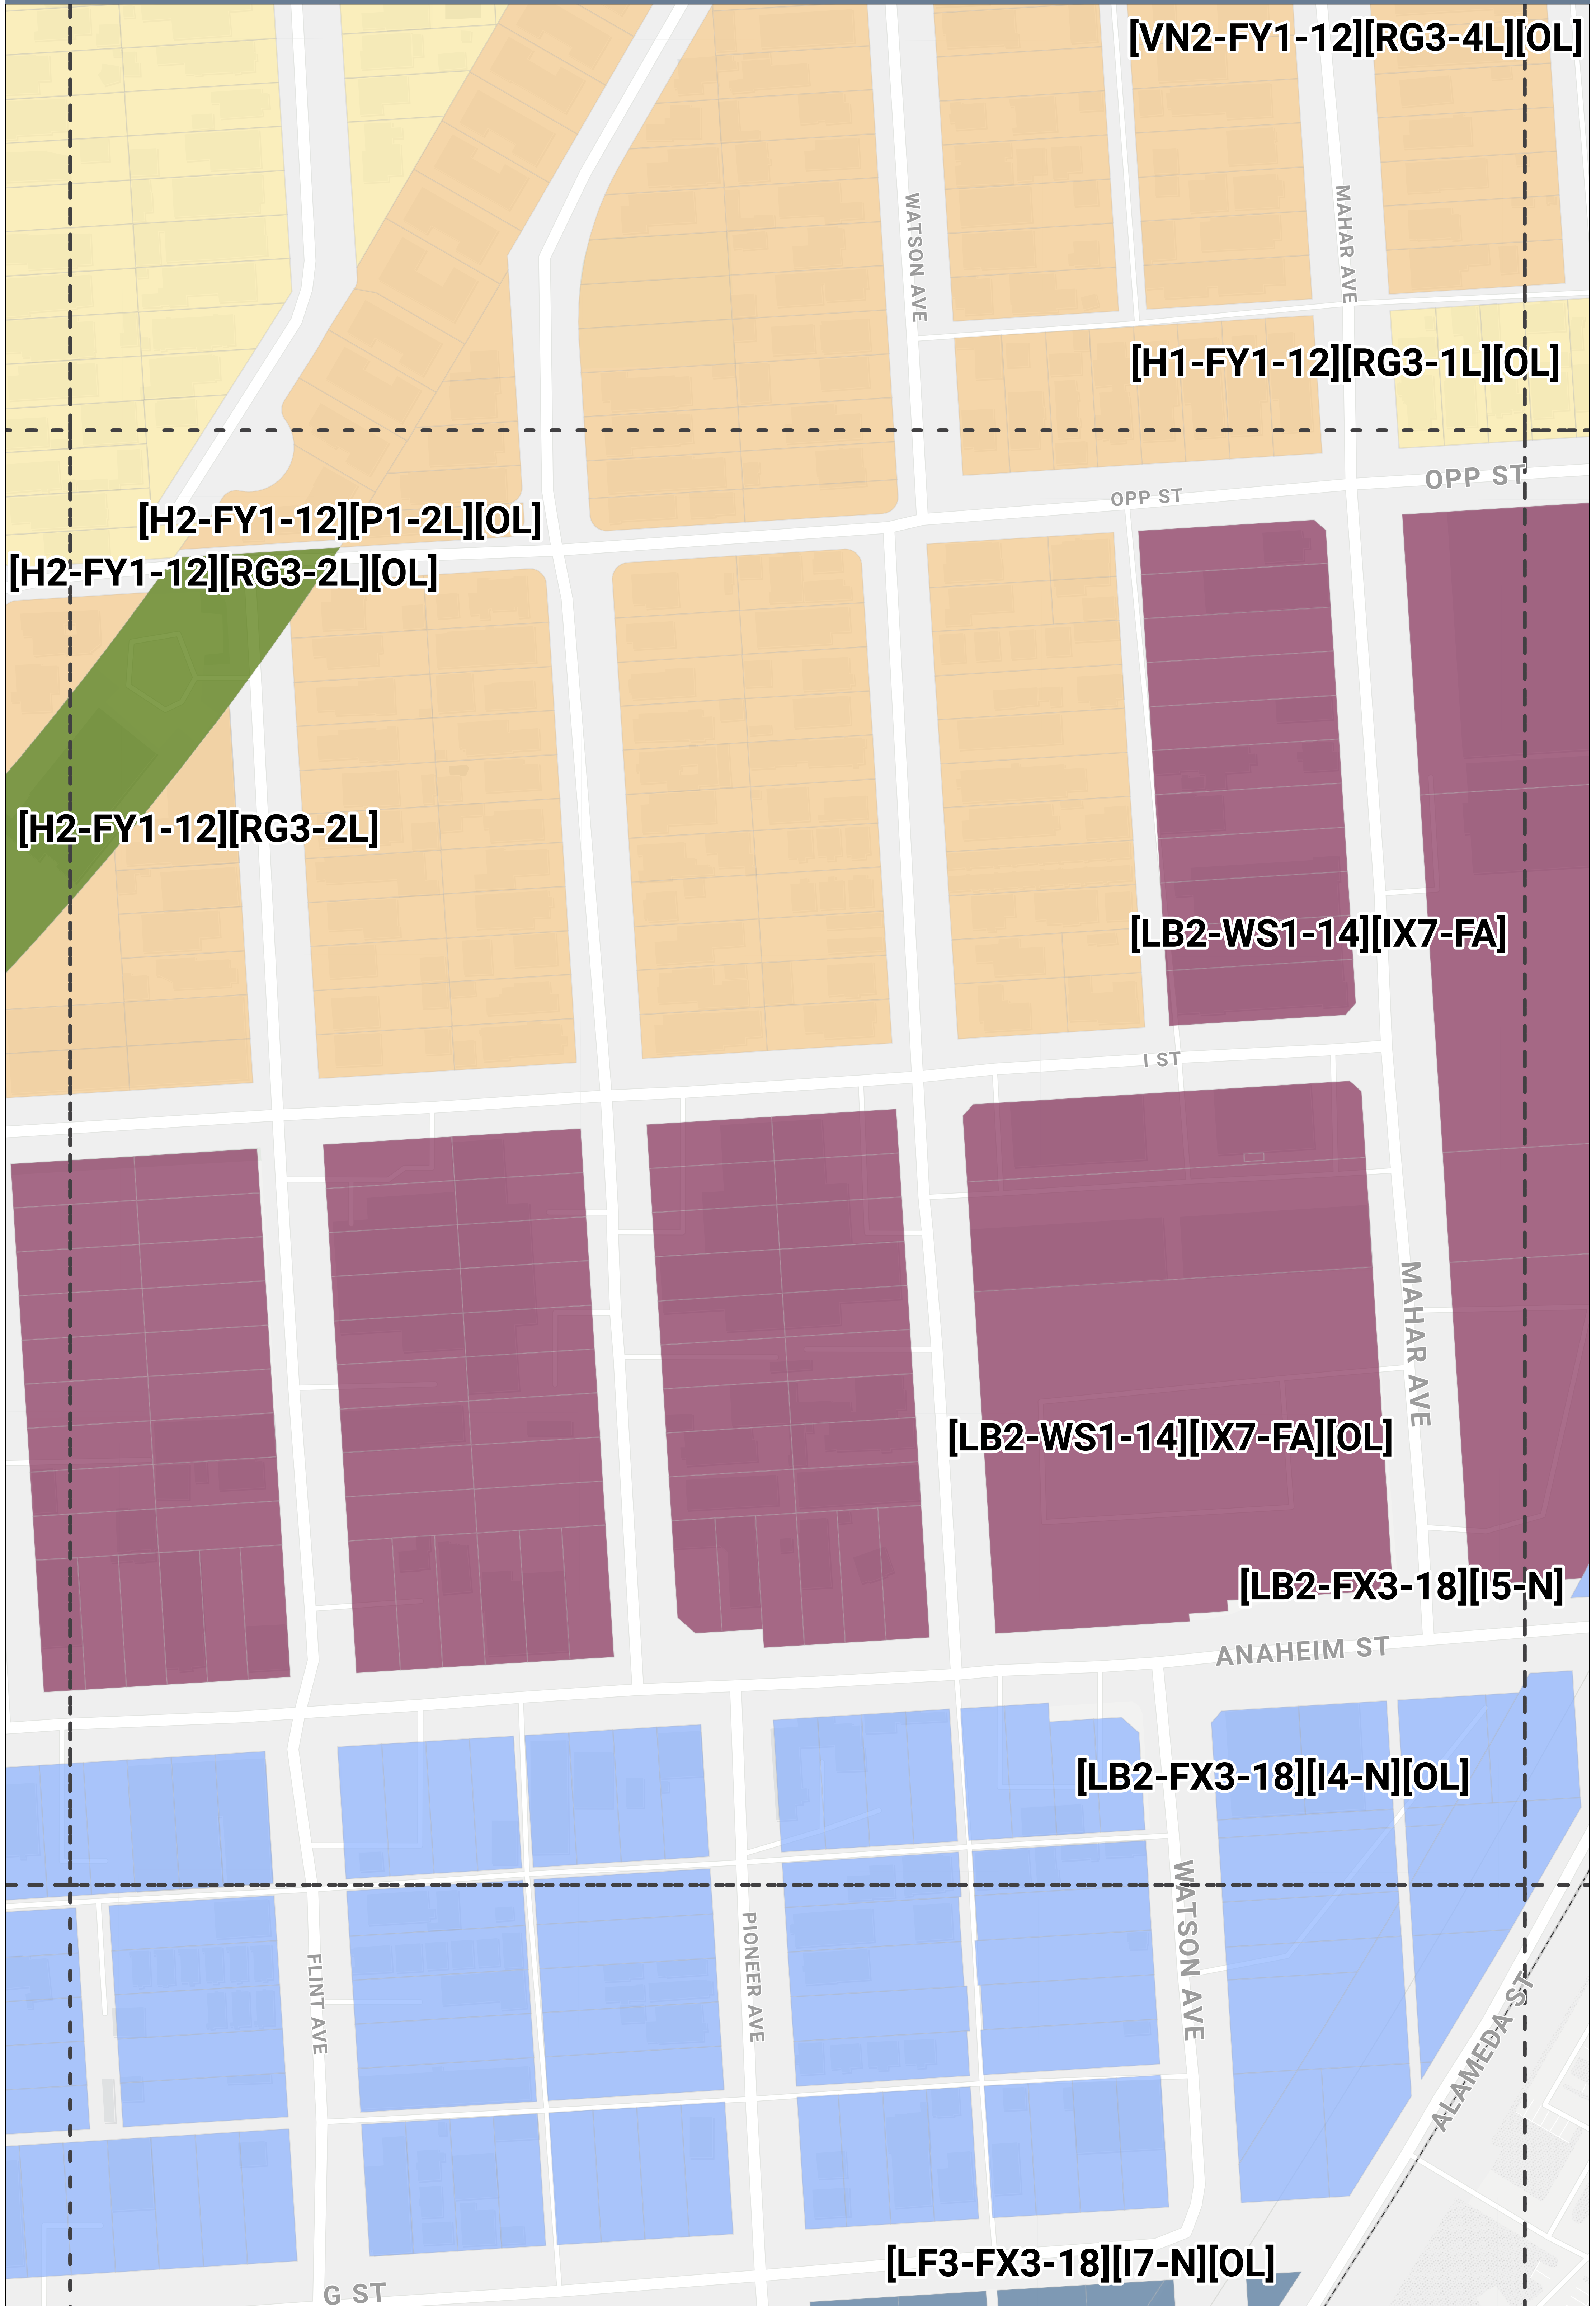 [VN2-FY1-12][RG3-4L][OL]
WATSON AVE
MAHAR AVE
[H1-FY1-12][RG3-1L][OL]
OPP ST
OPP ST
[H2-FY1-12][P1-2L][OL]
[H2-FY1-12][RG3-2L][OL]
[H2-FY1-12][RG3-2L]
[LB2-WS1-14][IX7-FA]
I ST
MAHAR AVE
[LB2-WS1-14][IX7-FA][OL]
[LB2-FX3-18][I5-N]
ANAHEIM ST
[LB2-FX3-18][I4-N][OL]
WATSON AVE
PIONEER AVE
FLINT AVE
ALAMEDA ST
[LF3-FX3-18][I7-N][OL]
G ST